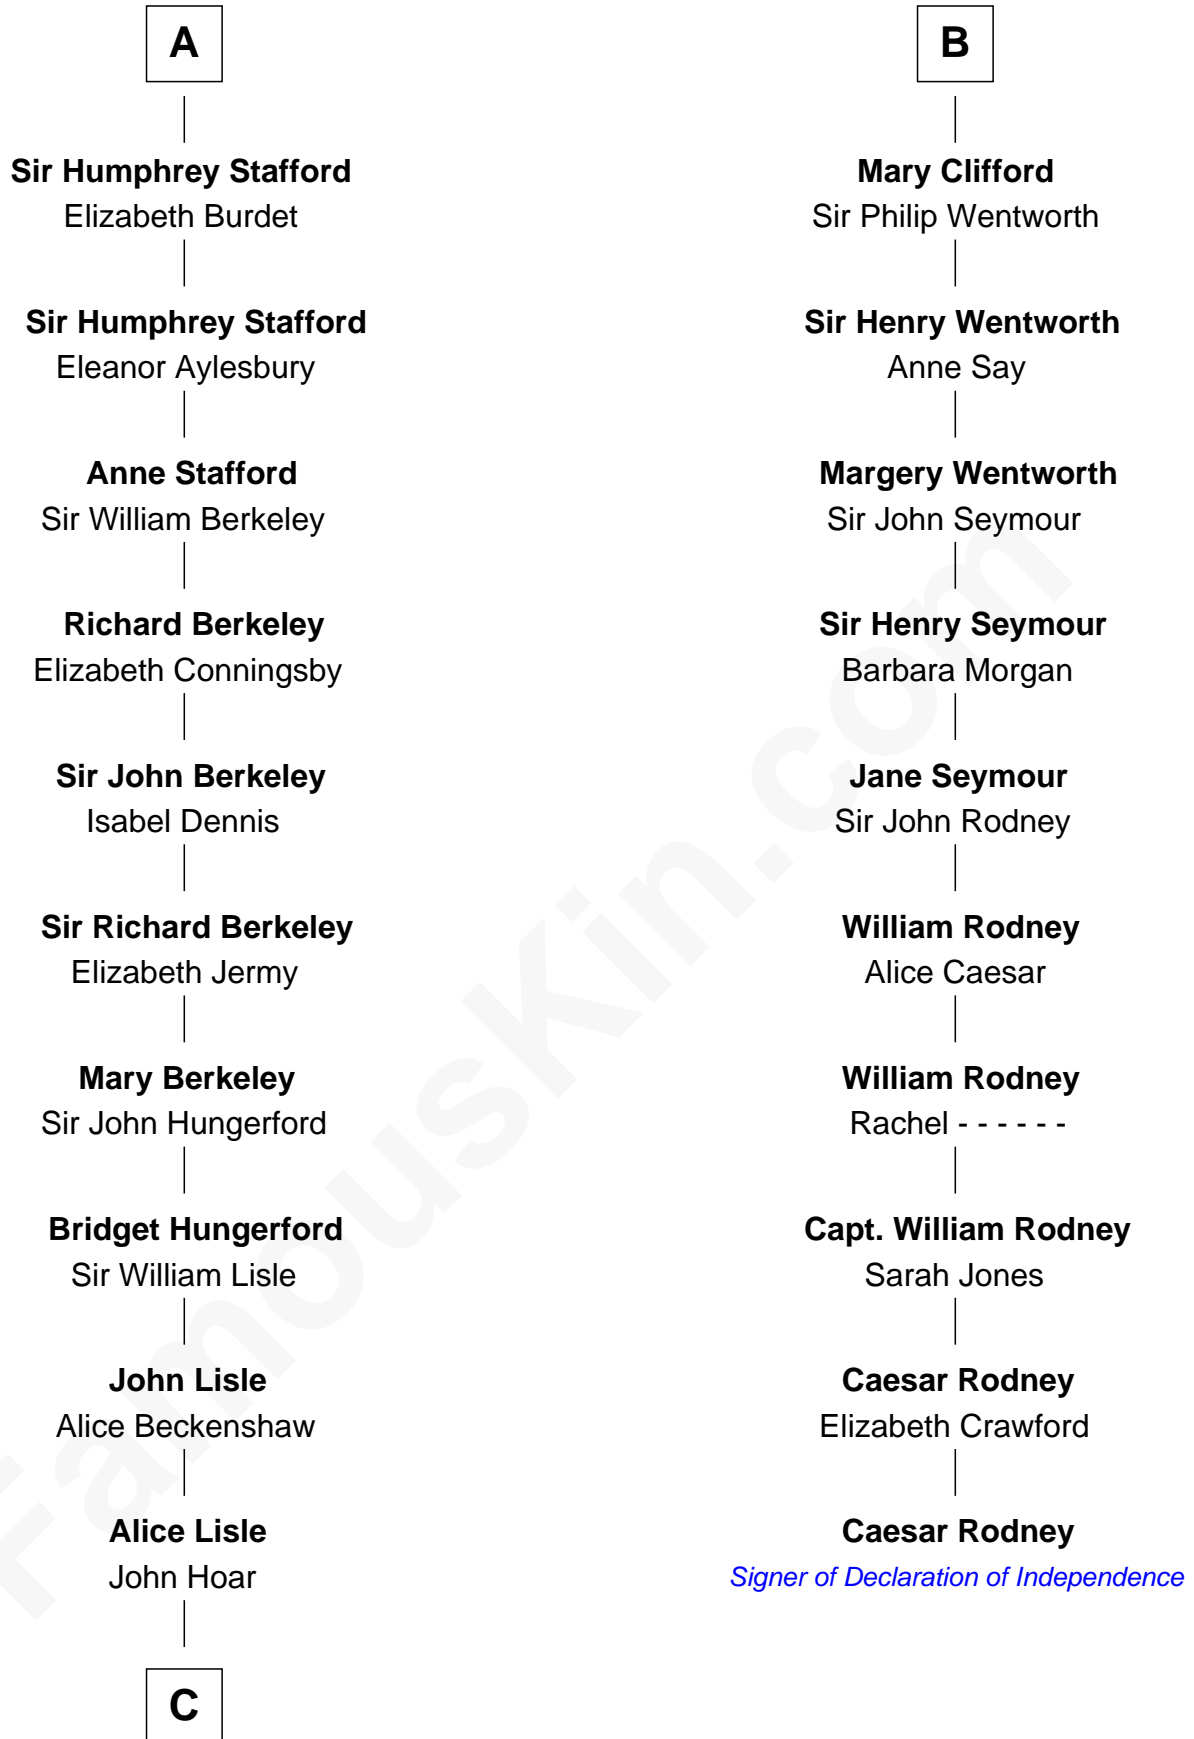 A
Sir Humphrey Stafford
Elizabeth Burdet
Sir Humphrey Stafford
Eleanor Aylesbury
Anne Stafford
Sir William Berkeley
Richard Berkeley
Elizabeth Conningsby
Sir John Berkeley
Isabel Dennis
Sir Richard Berkeley
Elizabeth Jermy
Mary Berkeley
Sir John Hungerford
Bridget Hungerford
Sir William Lisle
John Lisle
Alice Beckenshaw
Alice Lisle
John Hoar
C
B
Mary Clifford
Sir Philip Wentworth
Sir Henry Wentworth
Anne Say
Margery Wentworth
Sir John Seymour
Sir Henry Seymour
Barbara Morgan
Jane Seymour
Sir John Rodney
William Rodney
Alice Caesar
William Rodney
Rachel - - - - - -
Capt. William Rodney
Sarah Jones
Caesar Rodney
Elizabeth Crawford
Caesar Rodney
Signer of Declaration of Independence
FamousKin.com